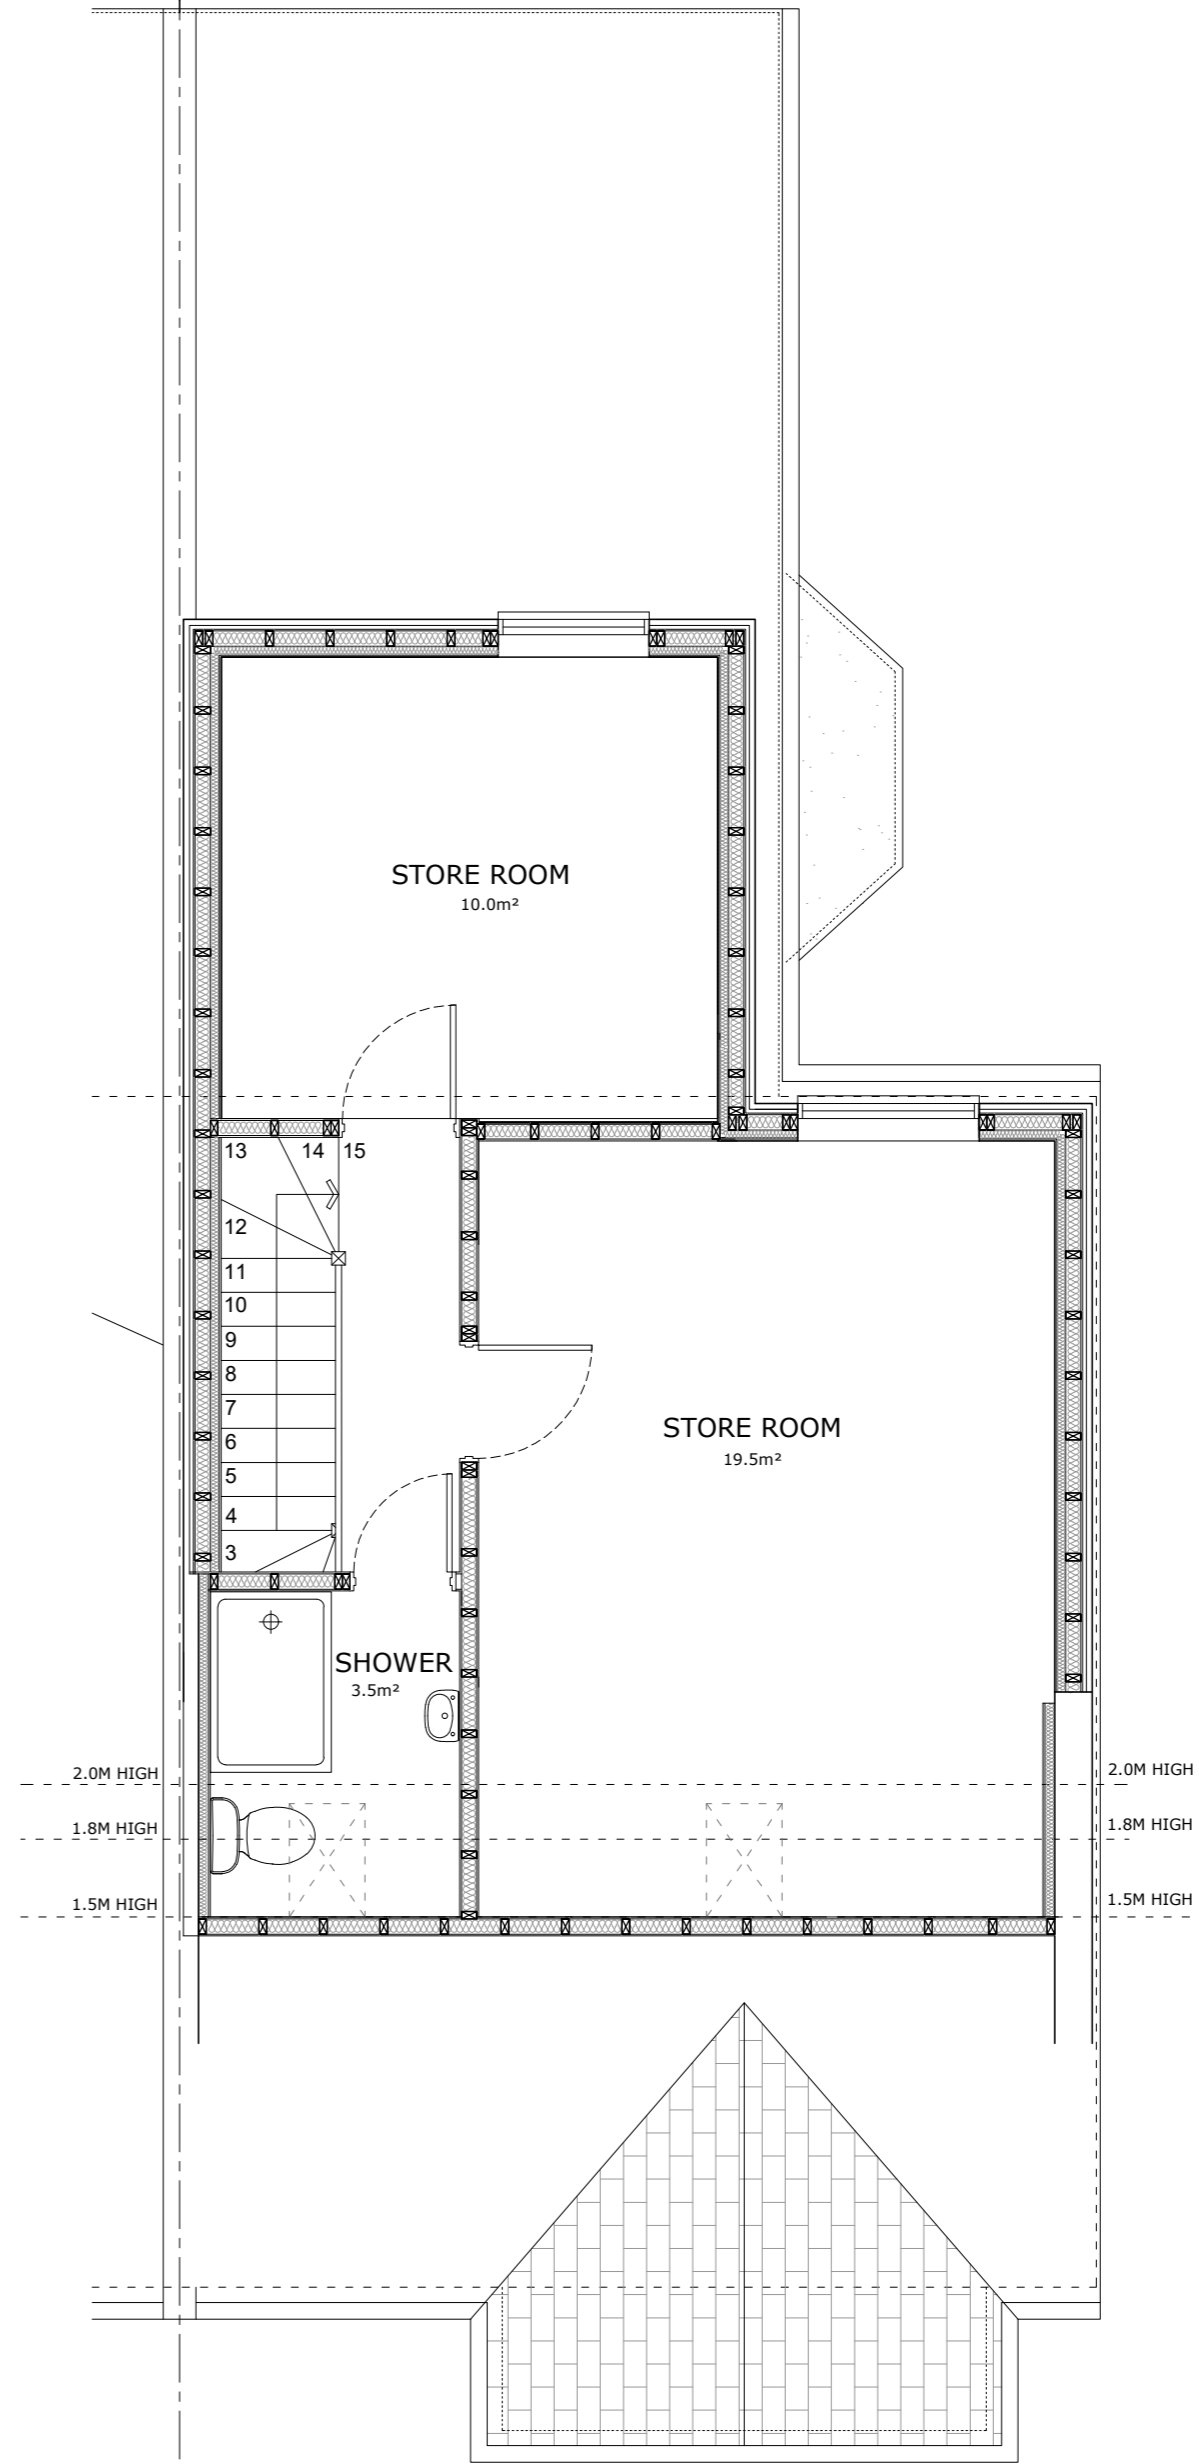 STORE ROOM
10.0m²
13 14 15
12
11
10
9
8
7
6
5
4
3
STORE ROOM
19.5m²
SHOWER
3.5m²
2.0M HIGH
2.0M HIGH
1.8M HIGH
1.8M HIGH
1.5M HIGH
1.5M HIGH